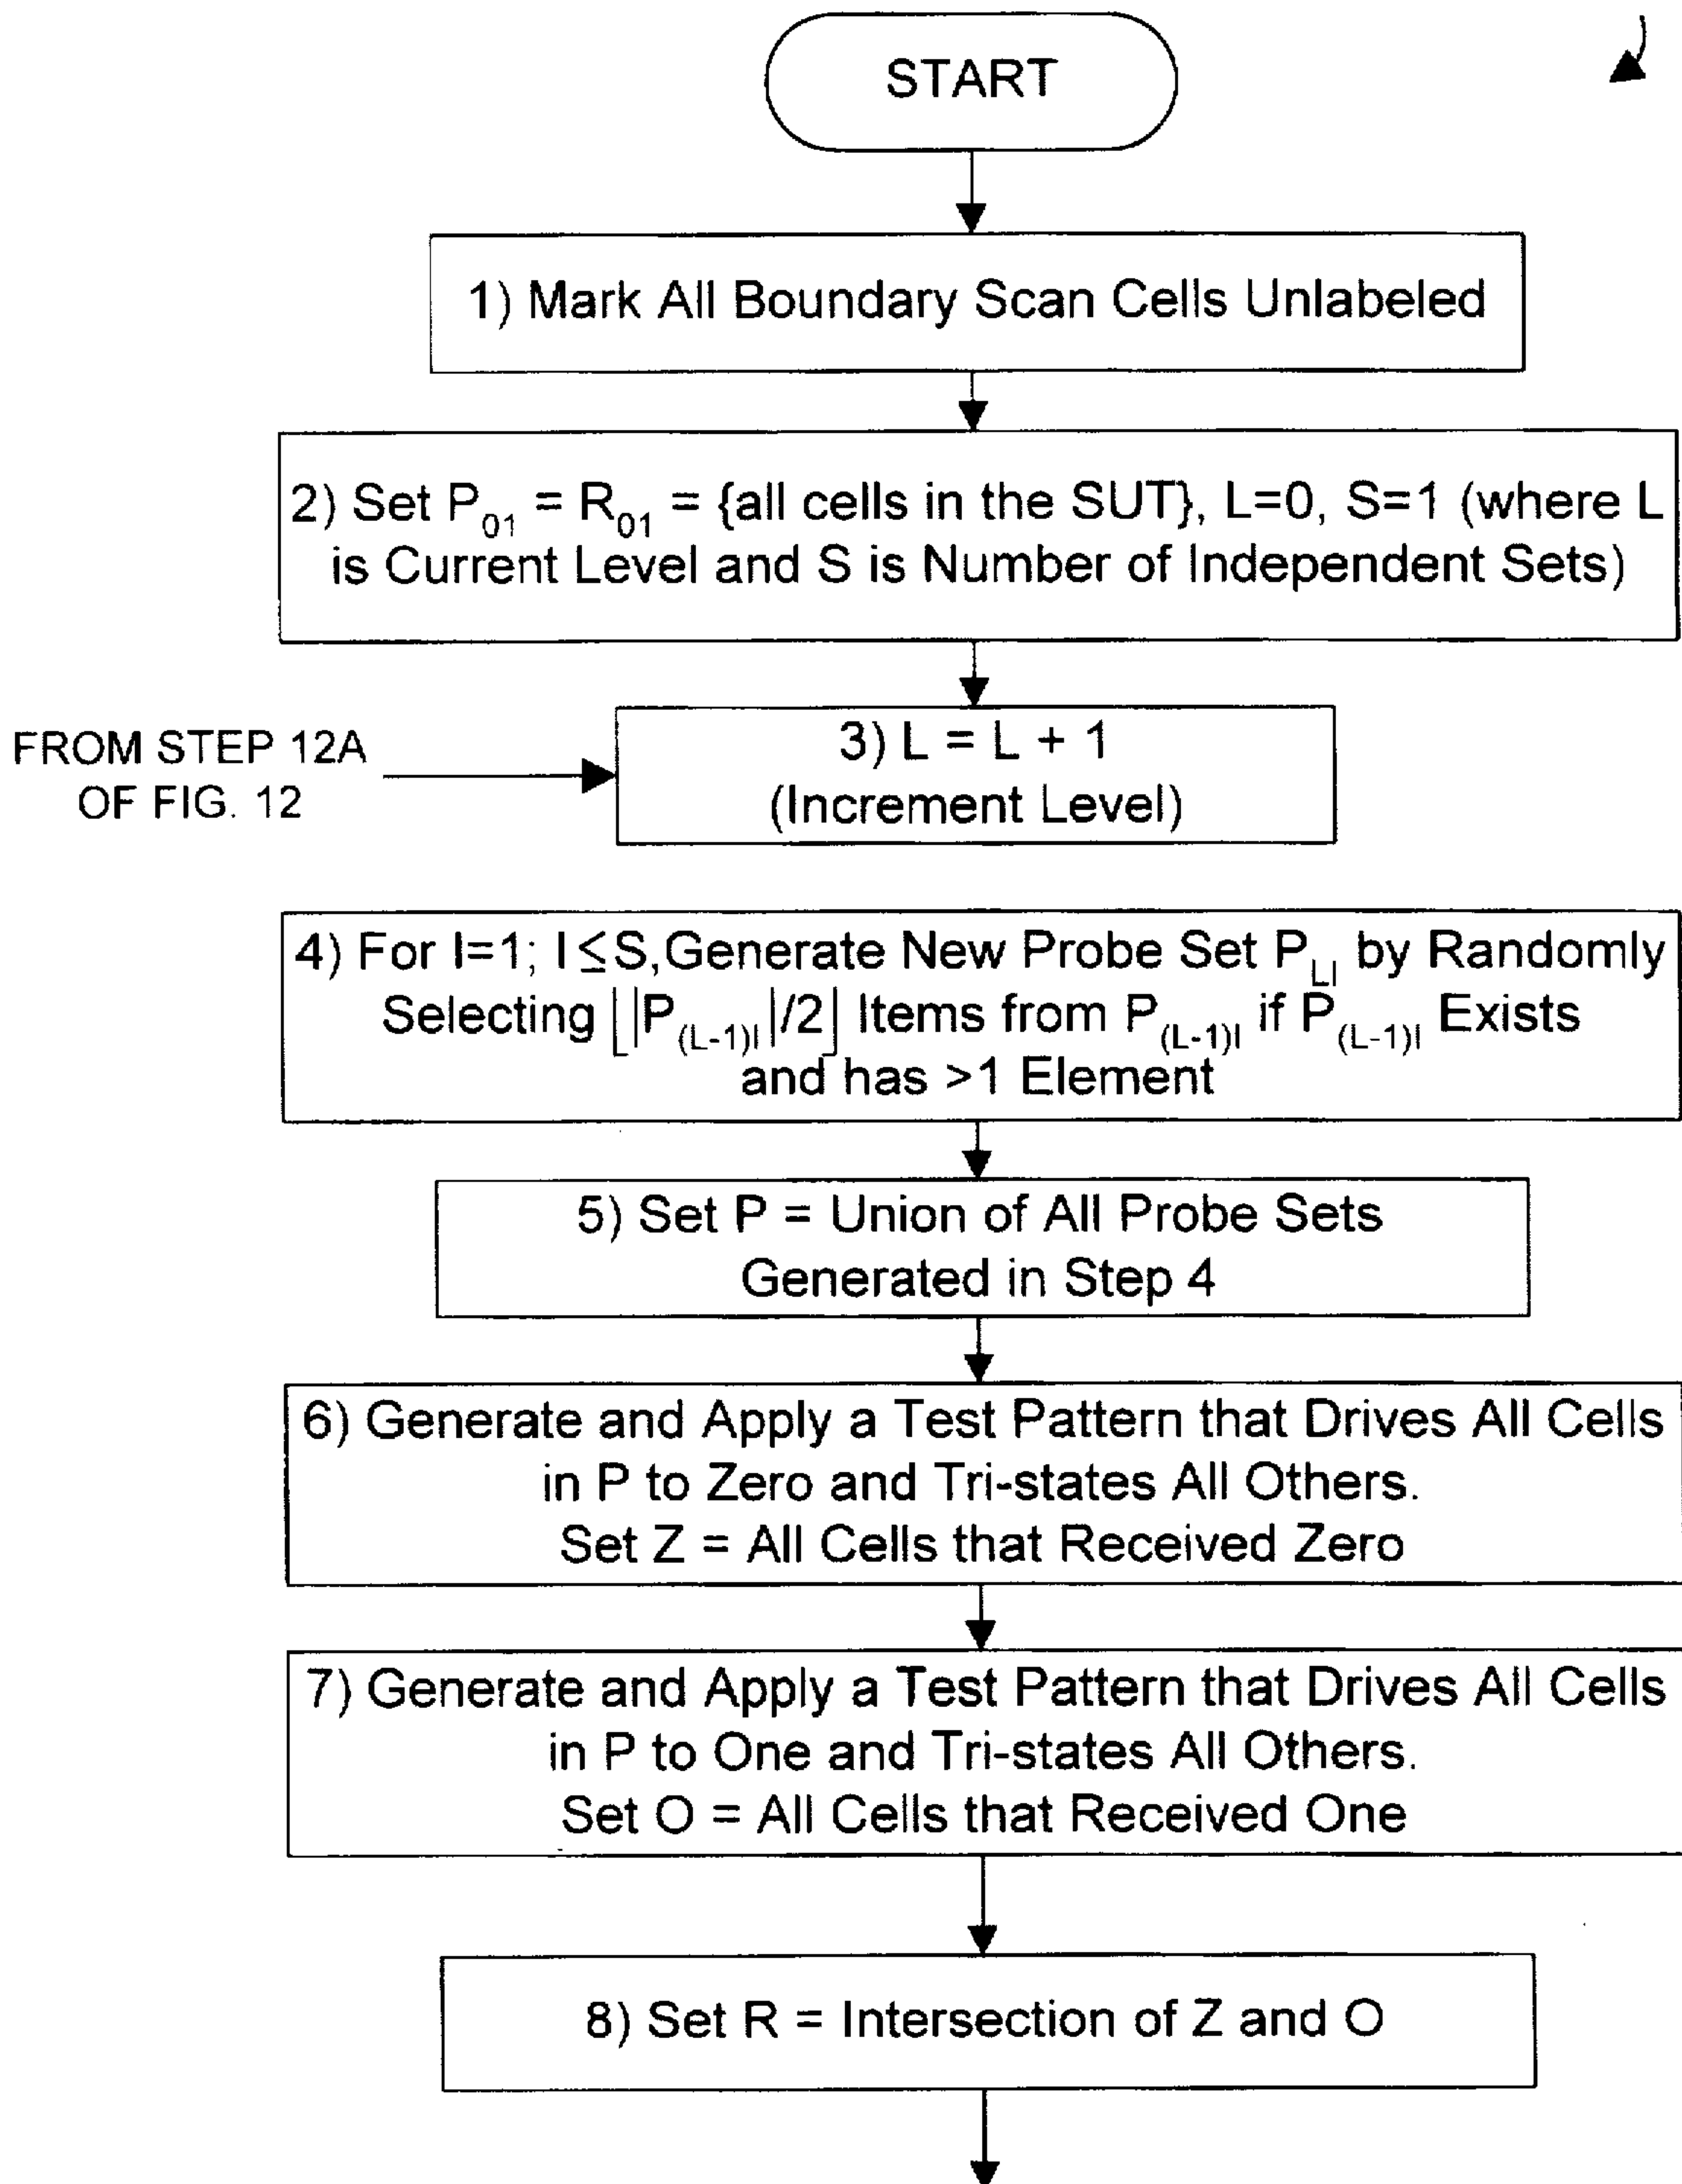 START
1) Mark All Boundary Scan Cells Unlabeled
2) Set P₀₁ = R₀₁ = {all cells in the SUT}, L=0, S=1 (where L
is Current Level and S is Number of Independent Sets)
FROM STEP 12A
OF FIG. 12
3) L = L + 1
(Increment Level)
4) For I=1; I≤S,Generate New Probe Set P_LI by Randomly
Selecting ⌊|P_(L-1)I|/2⌋ Items from P_(L-1)I if P_(L-1)I Exists
and has >1 Element
5) Set P = Union of All Probe Sets
Generated in Step 4
6) Generate and Apply a Test Pattern that Drives All Cells
in P to Zero and Tri-states All Others.
Set Z = All Cells that Received Zero
7) Generate and Apply a Test Pattern that Drives All Cells
in P to One and Tri-states All Others.
Set O = All Cells that Received One
8) Set R = Intersection of Z and O